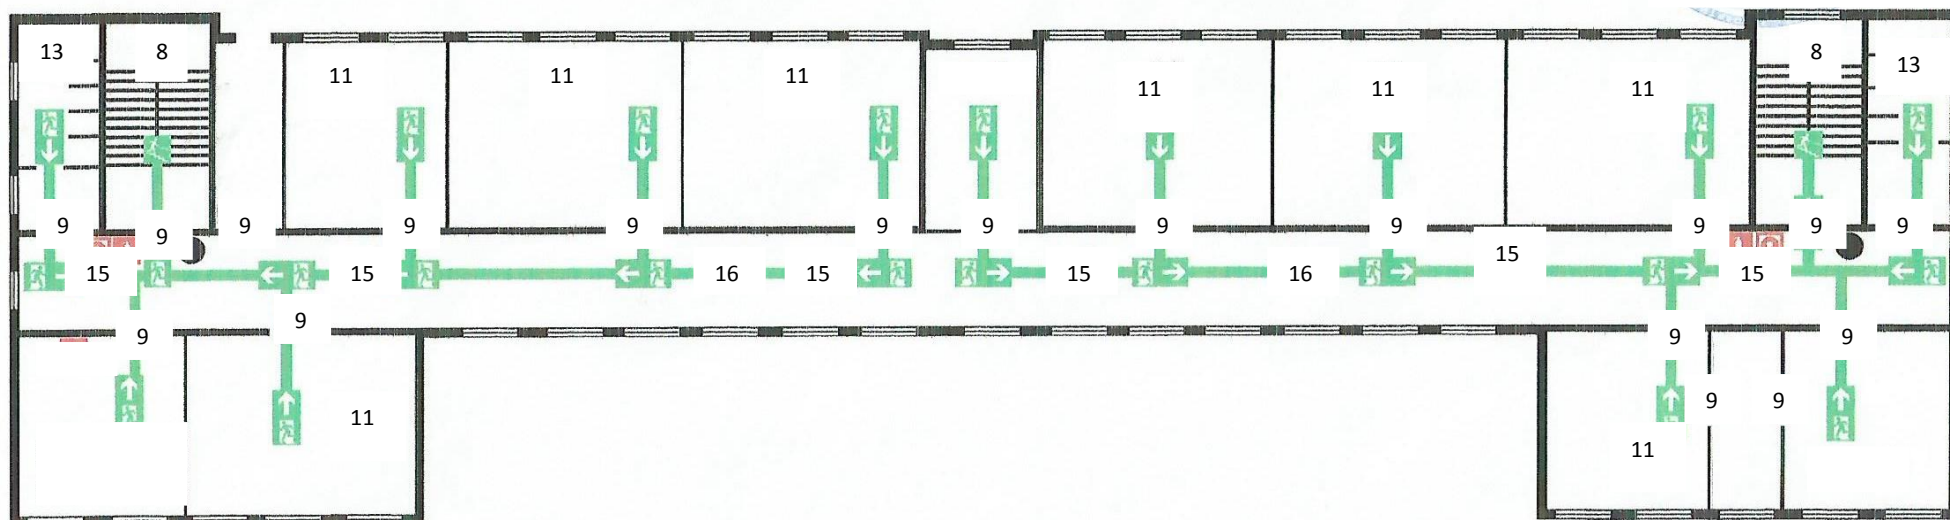 13 8 11 11 11 11 11 11 8 13
9 9 9 9 9 9 9 9 9 9 9 9
15 15 16 15 15 16 15 15
9 9 9 9
11 9 9
11